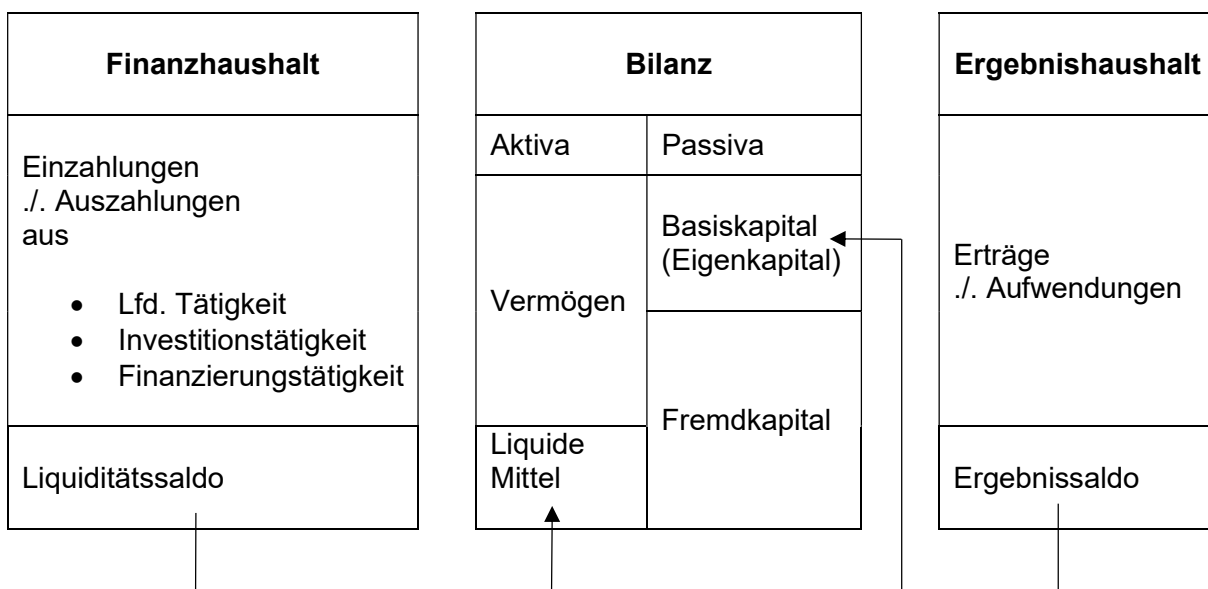 Finanzhaushalt
Einzahlungen
./. Auszahlungen
aus
• Lfd. Tätigkeit
• Investitionstätigkeit
• Finanzierungstätigkeit
Liquiditätssaldo
Bilanz
Aktiva
Passiva
Vermögen
Basiskapital
(Eigenkapital)
Fremdkapital
Liquide
Mittel
Ergebnishaushalt
Erträge
./. Aufwendungen
Ergebnissaldo